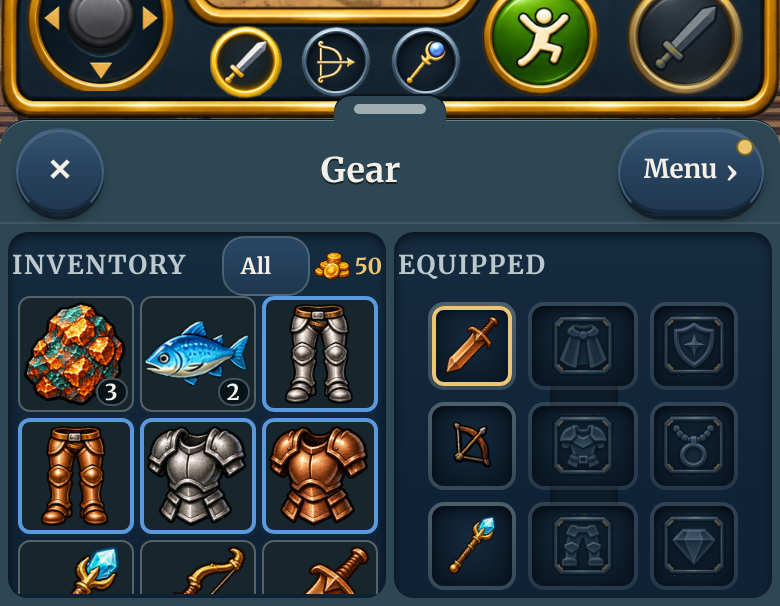 ×
Gear
Menu ›
INVENTORY
All
50
EQUIPPED
3
2